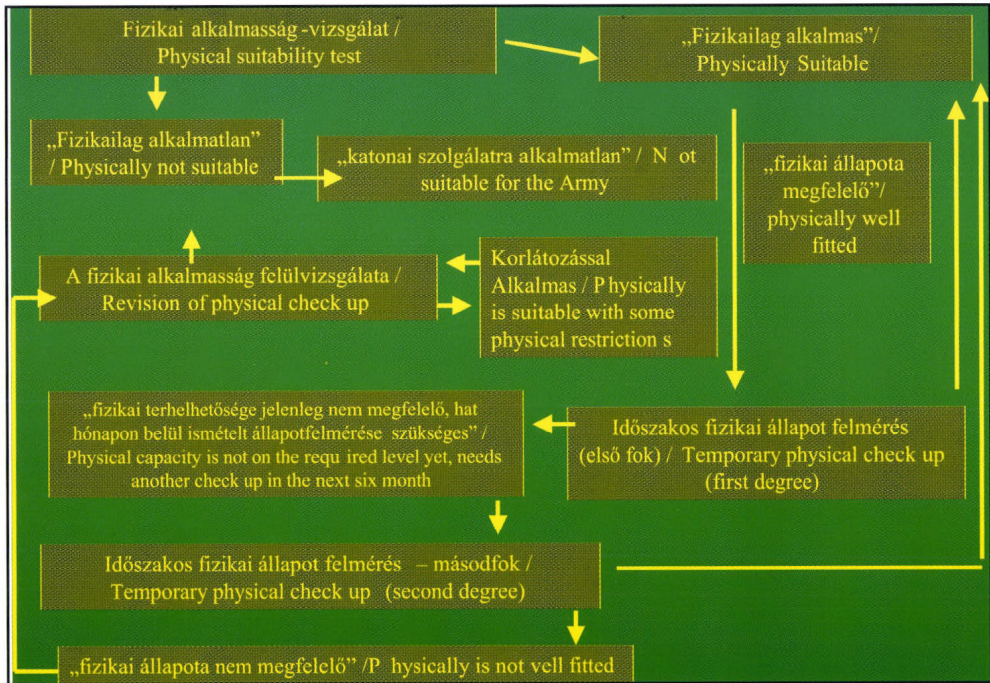 Fizikai alkalmasság -vizsgálat /
Physical suitability test
„Fizikailag alkalmas”/
Physically Suitable
„Fizikailag alkalmatlan”
/ Physically not suitable
„katonai szolgálatra alkalmatlan” / N ot
suitable for the Army
„fizikai állapota
megfelelő”/
physically well
fitted
A fizikai alkalmasság felülvizsgálata /
Revision of physical check up
Korlátozással
Alkalmas / P hysically
is suitable with some
physical restriction s
„fizikai terhelhetősége jelenleg nem megfelelő, hat
hónapon belül ismételt állapotfelmérése szükséges” /
Physical capacity is not on the requ ired level yet, needs
another check up in the next six month
Időszakos fizikai állapot felmérés
(első fok) / Temporary physical check up
(first degree)
Időszakos fizikai állapot felmérés – másodfok /
Temporary physical check up (second degree)
„fizikai állapota nem megfelelő” /P hysically is not well fitted